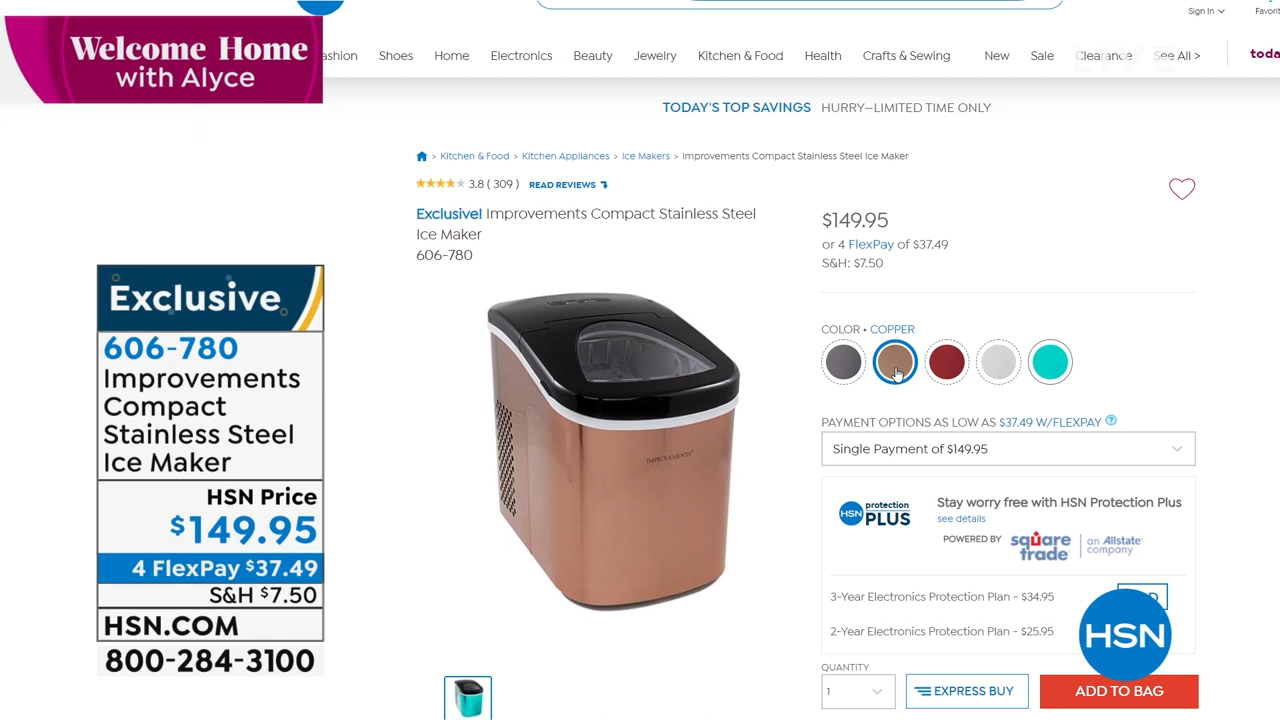 Welcome Home
with Alyce
Sign In
Fashion Shoes Home Electronics Beauty Jewelry Kitchen & Food Health Crafts & Sewing New Sale Clearance See All >
TODAY'S TOP SAVINGS HURRY—LIMITED TIME ONLY
> Kitchen & Food > Kitchen Appliances > Ice Makers > Improvements Compact Stainless Steel Ice Maker
3.8 ( 309 ) READ REVIEWS
Exclusive! Improvements Compact Stainless Steel
Ice Maker
606-780
$149.95
or 4 FlexPay of $37.49
S&H: $7.50
COLOR • COPPER
IMPROVEMENTS
PAYMENT OPTIONS AS LOW AS $37.49 W/FLEXPAY ?
Single Payment of $149.95
HSN protection PLUS
Stay worry free with HSN Protection Plus
see details
POWERED BY square trade | an Allstate company
3-Year Electronics Protection Plan - $34.95
2-Year Electronics Protection Plan - $25.95
HSN
QUANTITY
1
EXPRESS BUY
ADD TO BAG
Exclusive
606-780
Improvements
Compact
Stainless Steel
Ice Maker
HSN Price
$149.95
4 FlexPay $37.49
S&H $7.50
HSN.COM
800-284-3100